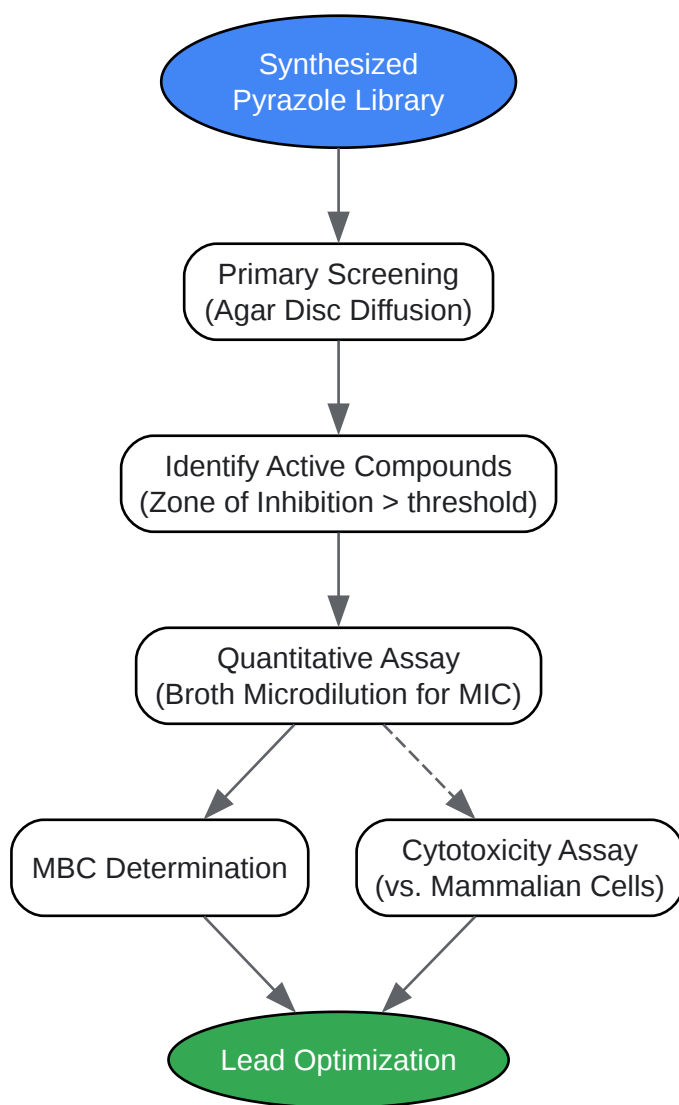 Synthesized
Pyrazole Library
Primary Screening
(Agar Disc Diffusion)
Identify Active Compounds
(Zone of Inhibition > threshold)
Quantitative Assay
(Broth Microdilution for MIC)
MBC Determination
Cytotoxicity Assay
(vs. Mammalian Cells)
Lead Optimization